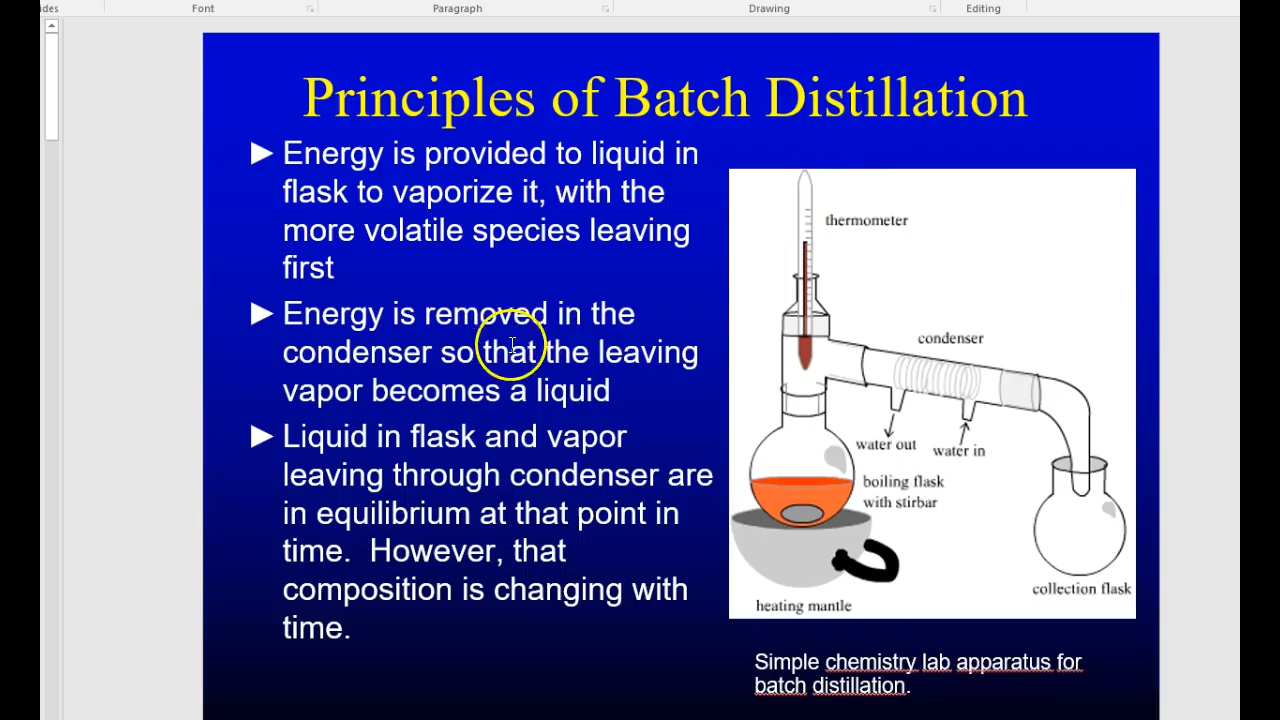 des
Font
Paragraph
Drawing
Editing
Principles of Batch Distillation
► Energy is provided to liquid in
flask to vaporize it, with the
more volatile species leaving
first
► Energy is removed in the
condenser so that the leaving
vapor becomes a liquid
► Liquid in flask and vapor
leaving through condenser are
in equilibrium at that point in
time.  However, that
composition is changing with
time.
thermometer
condenser
water out
water in
boiling flask
with stirbar
collection flask
heating mantle
Simple chemistry lab apparatus for
batch distillation.